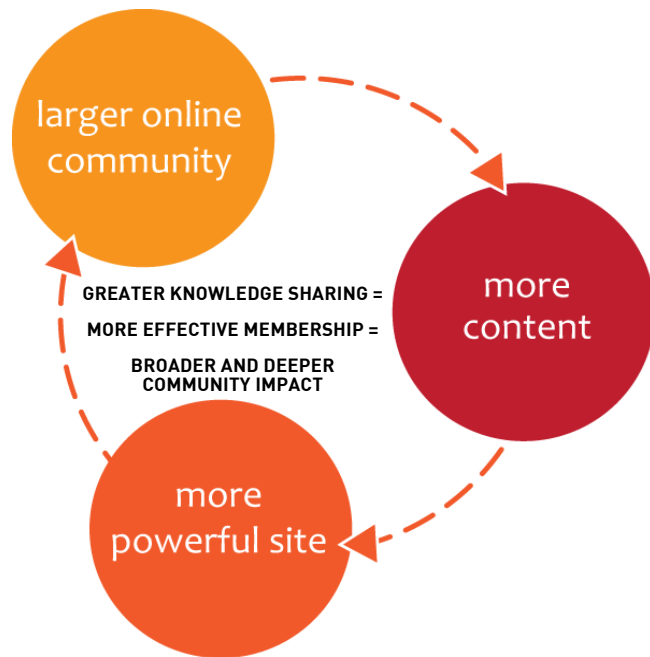 larger online
community
more
content
GREATER KNOWLEDGE SHARING =
MORE EFFECTIVE MEMBERSHIP =
BROADER AND DEEPER
COMMUNITY IMPACT
more
powerful site